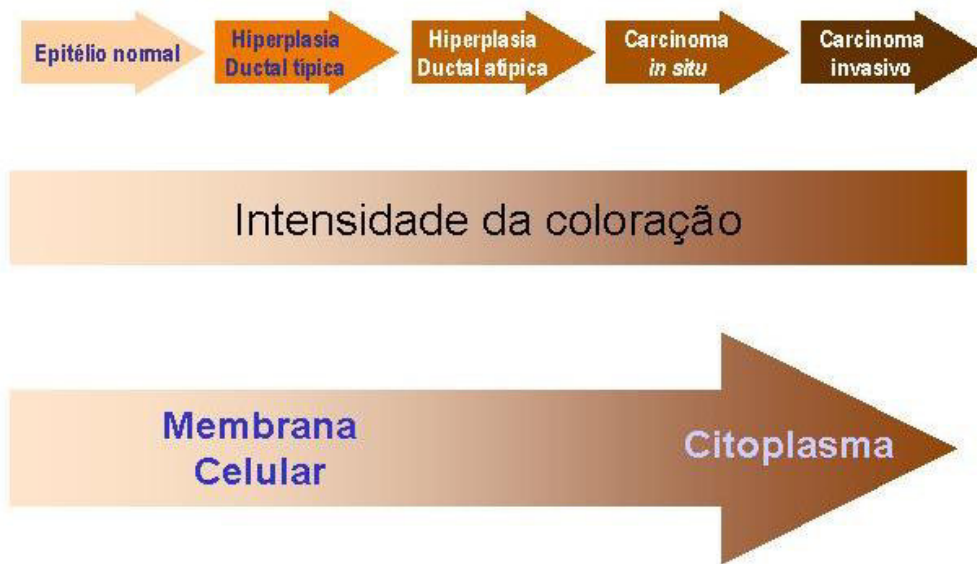 Epitélio normal
Hiperplasia
Ductal típica
Hiperplasia
Ductal atípica
Carcinoma
in situ
Carcinoma
invasivo
Intensidade da coloração
Membrana
Celular
Citoplasma